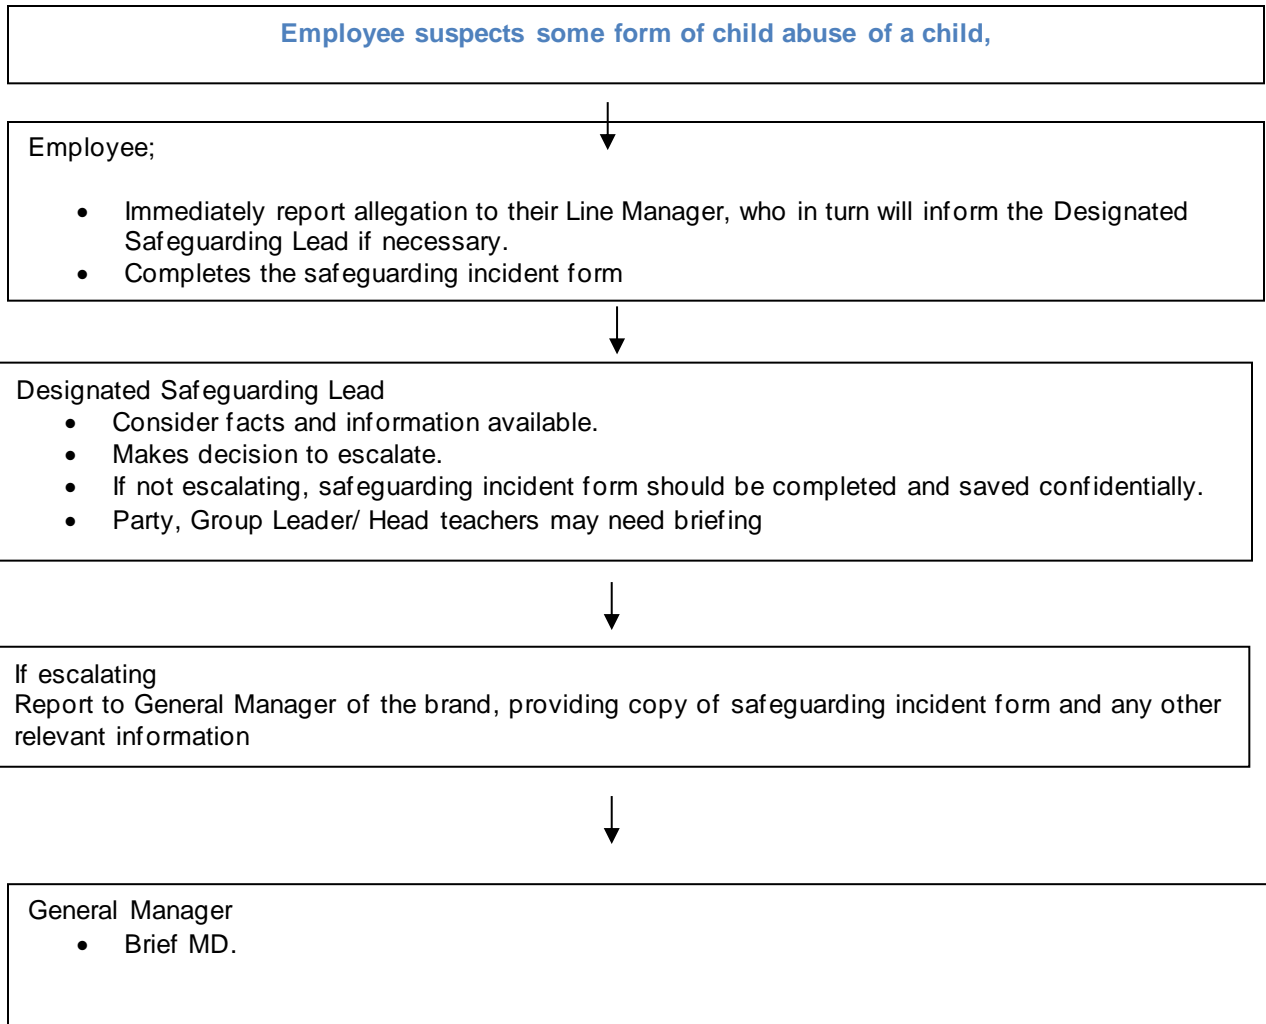 Employee suspects some form of child abuse of a child,
Employee;
• Immediately report allegation to their Line Manager, who in turn will inform the Designated
Safeguarding Lead if necessary.
• Completes the safeguarding incident form
Designated Safeguarding Lead
• Consider facts and information available.
• Makes decision to escalate.
• If not escalating, safeguarding incident form should be completed and saved confidentially.
• Party, Group Leader/ Head teachers may need briefing
If escalating
Report to General Manager of the brand, providing copy of safeguarding incident form and any other
relevant information
General Manager
• Brief MD.